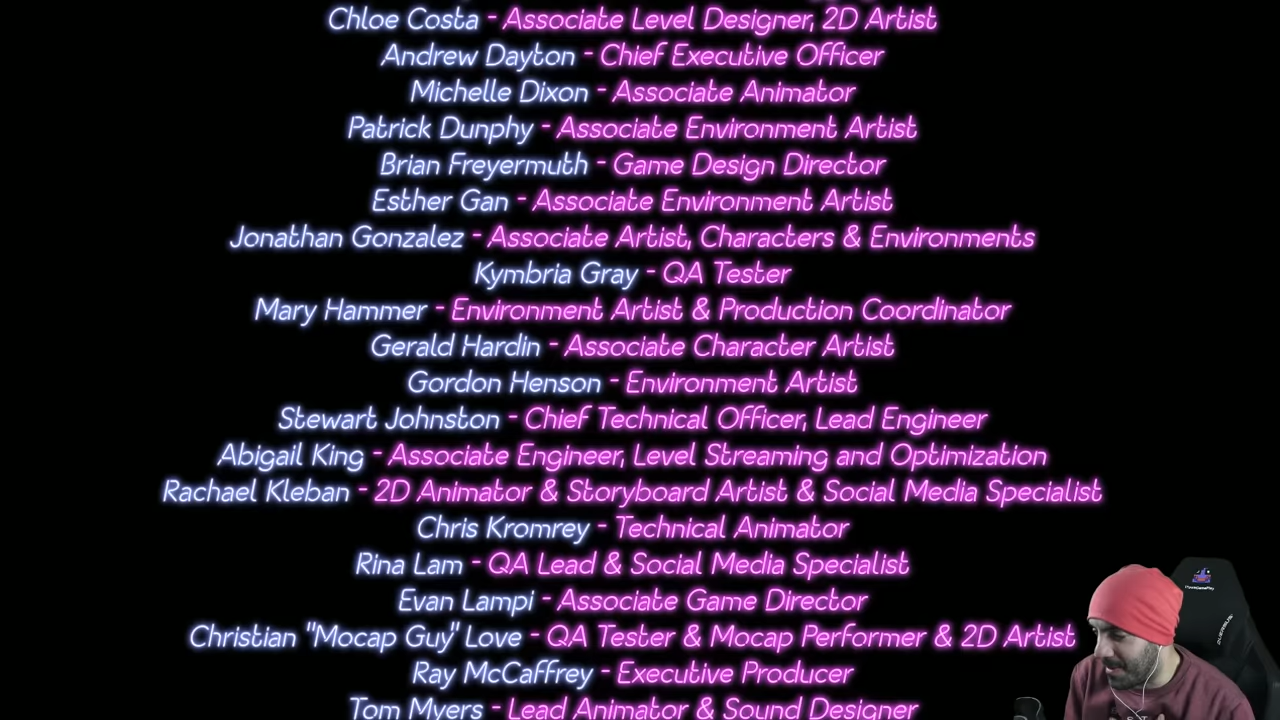 Chloe Costa - Associate Level Designer, 2D Artist
Andrew Dayton - Chief Executive Officer
Michelle Dixon - Associate Animator
Patrick Dunphy - Associate Environment Artist
Brian Freyermuth - Game Design Director
Esther Gan - Associate Environment Artist
Jonathan Gonzalez - Associate Artist, Characters & Environments
Kymbria Gray - QA Tester
Mary Hammer - Environment Artist & Production Coordinator
Gerald Hardin - Associate Character Artist
Gordon Henson - Environment Artist
Stewart Johnston - Chief Technical Officer, Lead Engineer
Abigail King - Associate Engineer, Level Streaming and Optimization
Rachael Kleban - 2D Animator & Storyboard Artist & Social Media Specialist
Chris Kromrey - Technical Animator
Rina Lam - QA Lead & Social Media Specialist
Evan Lampi - Associate Game Director
Christian "Mocap Guy" Love - QA Tester & Mocap Performer & 2D Artist
Ray McCaffrey - Executive Producer
Tom Myers - Lead Animator & Sound Designer